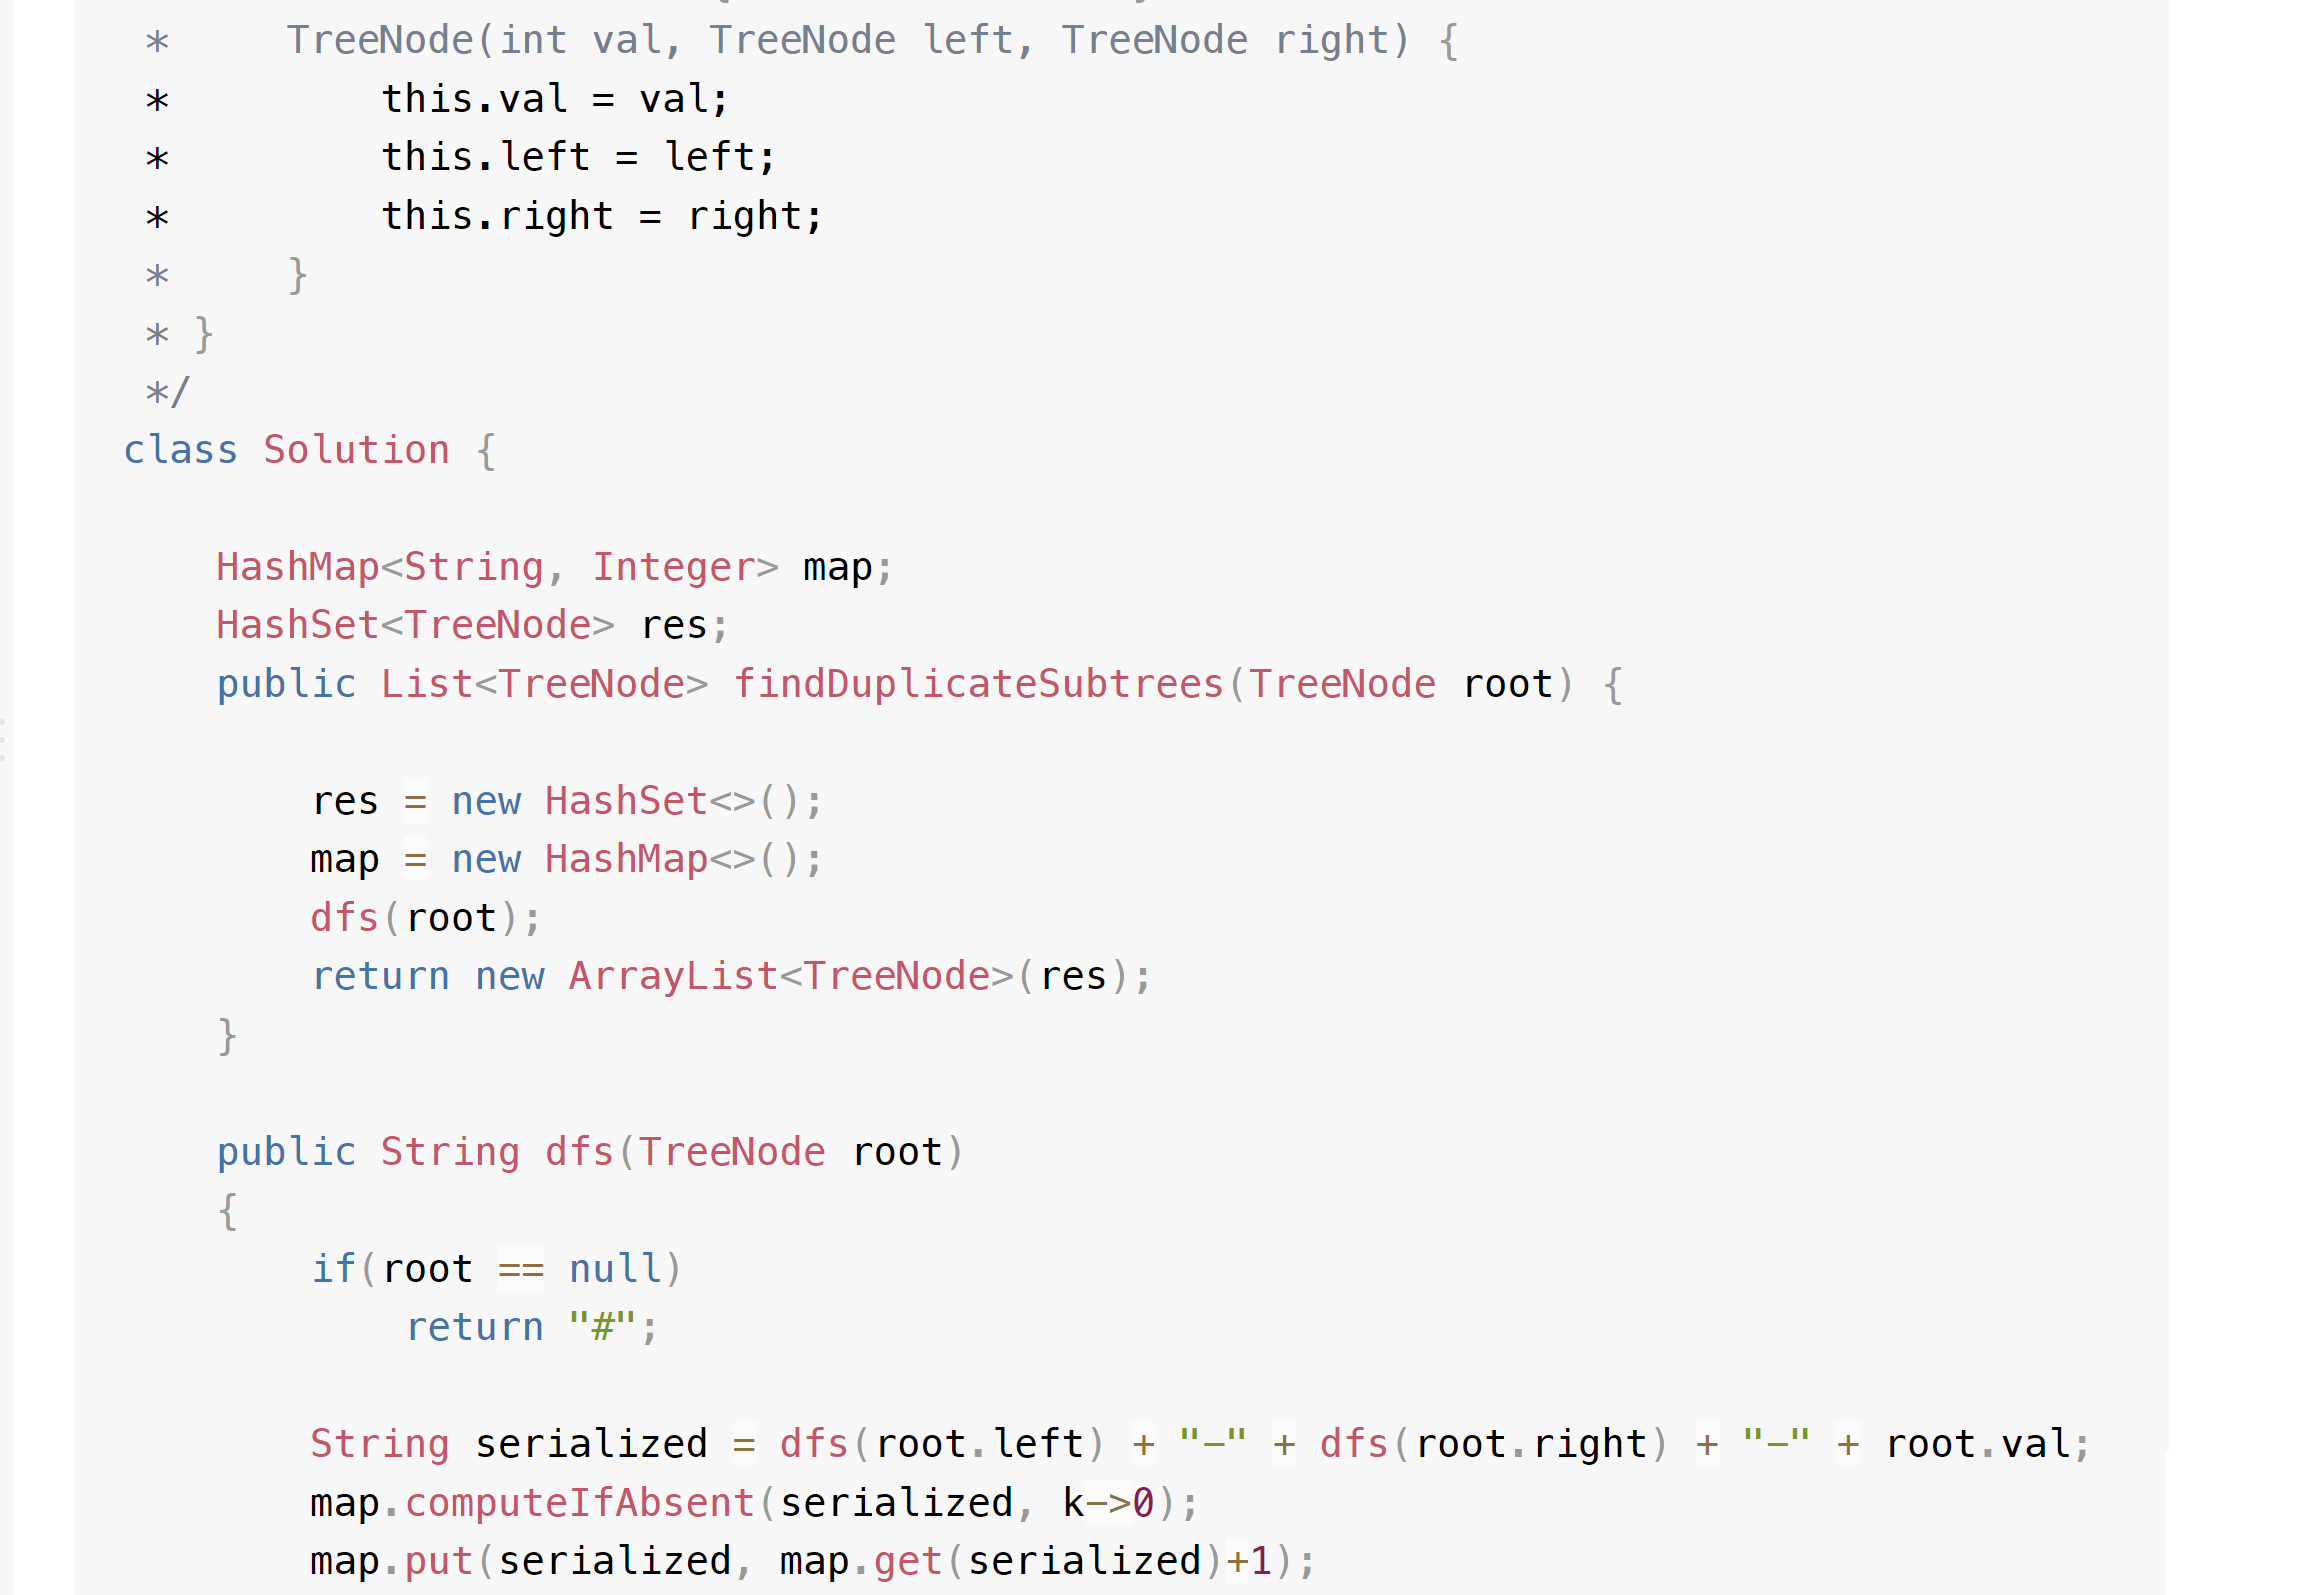 *     TreeNode(int val, TreeNode left, TreeNode right) {
 *         this.val = val;
 *         this.left = left;
 *         this.right = right;
 *     }
 * }
 */
class Solution {

    HashMap<String, Integer> map;
    HashSet<TreeNode> res;
    public List<TreeNode> findDuplicateSubtrees(TreeNode root) {

        res = new HashSet<>();
        map = new HashMap<>();
        dfs(root);
        return new ArrayList<TreeNode>(res);
    }

    public String dfs(TreeNode root)
    {
        if(root == null)
            return "#";

        String serialized = dfs(root.left) + "-" + dfs(root.right) + "-" + root.val;
        map.computeIfAbsent(serialized, k->0);
        map.put(serialized, map.get(serialized)+1);